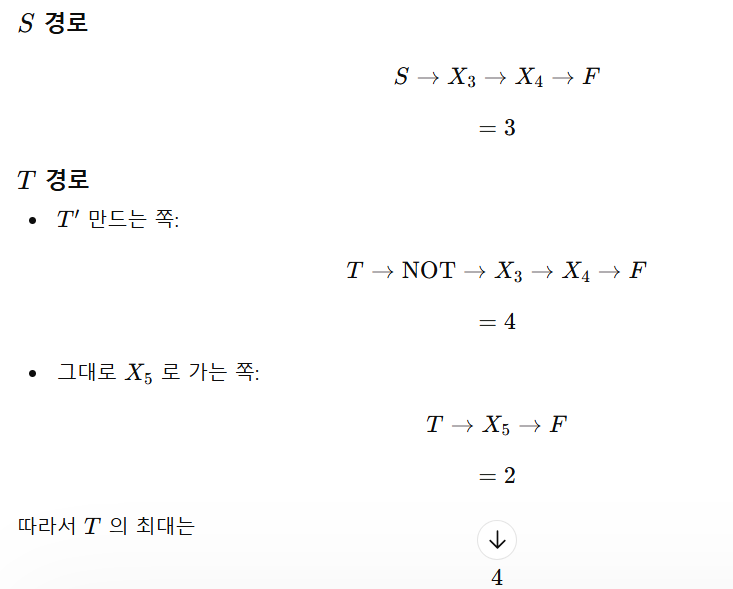 S 경로
S → X₃ → X₄ → F
= 3
T 경로
• T′ 만드는 쪽:
T → NOT → X₃ → X₄ → F
= 4
• 그대로 X₅ 로 가는 쪽:
T → X₅ → F
= 2
따라서 T 의 최대는
4